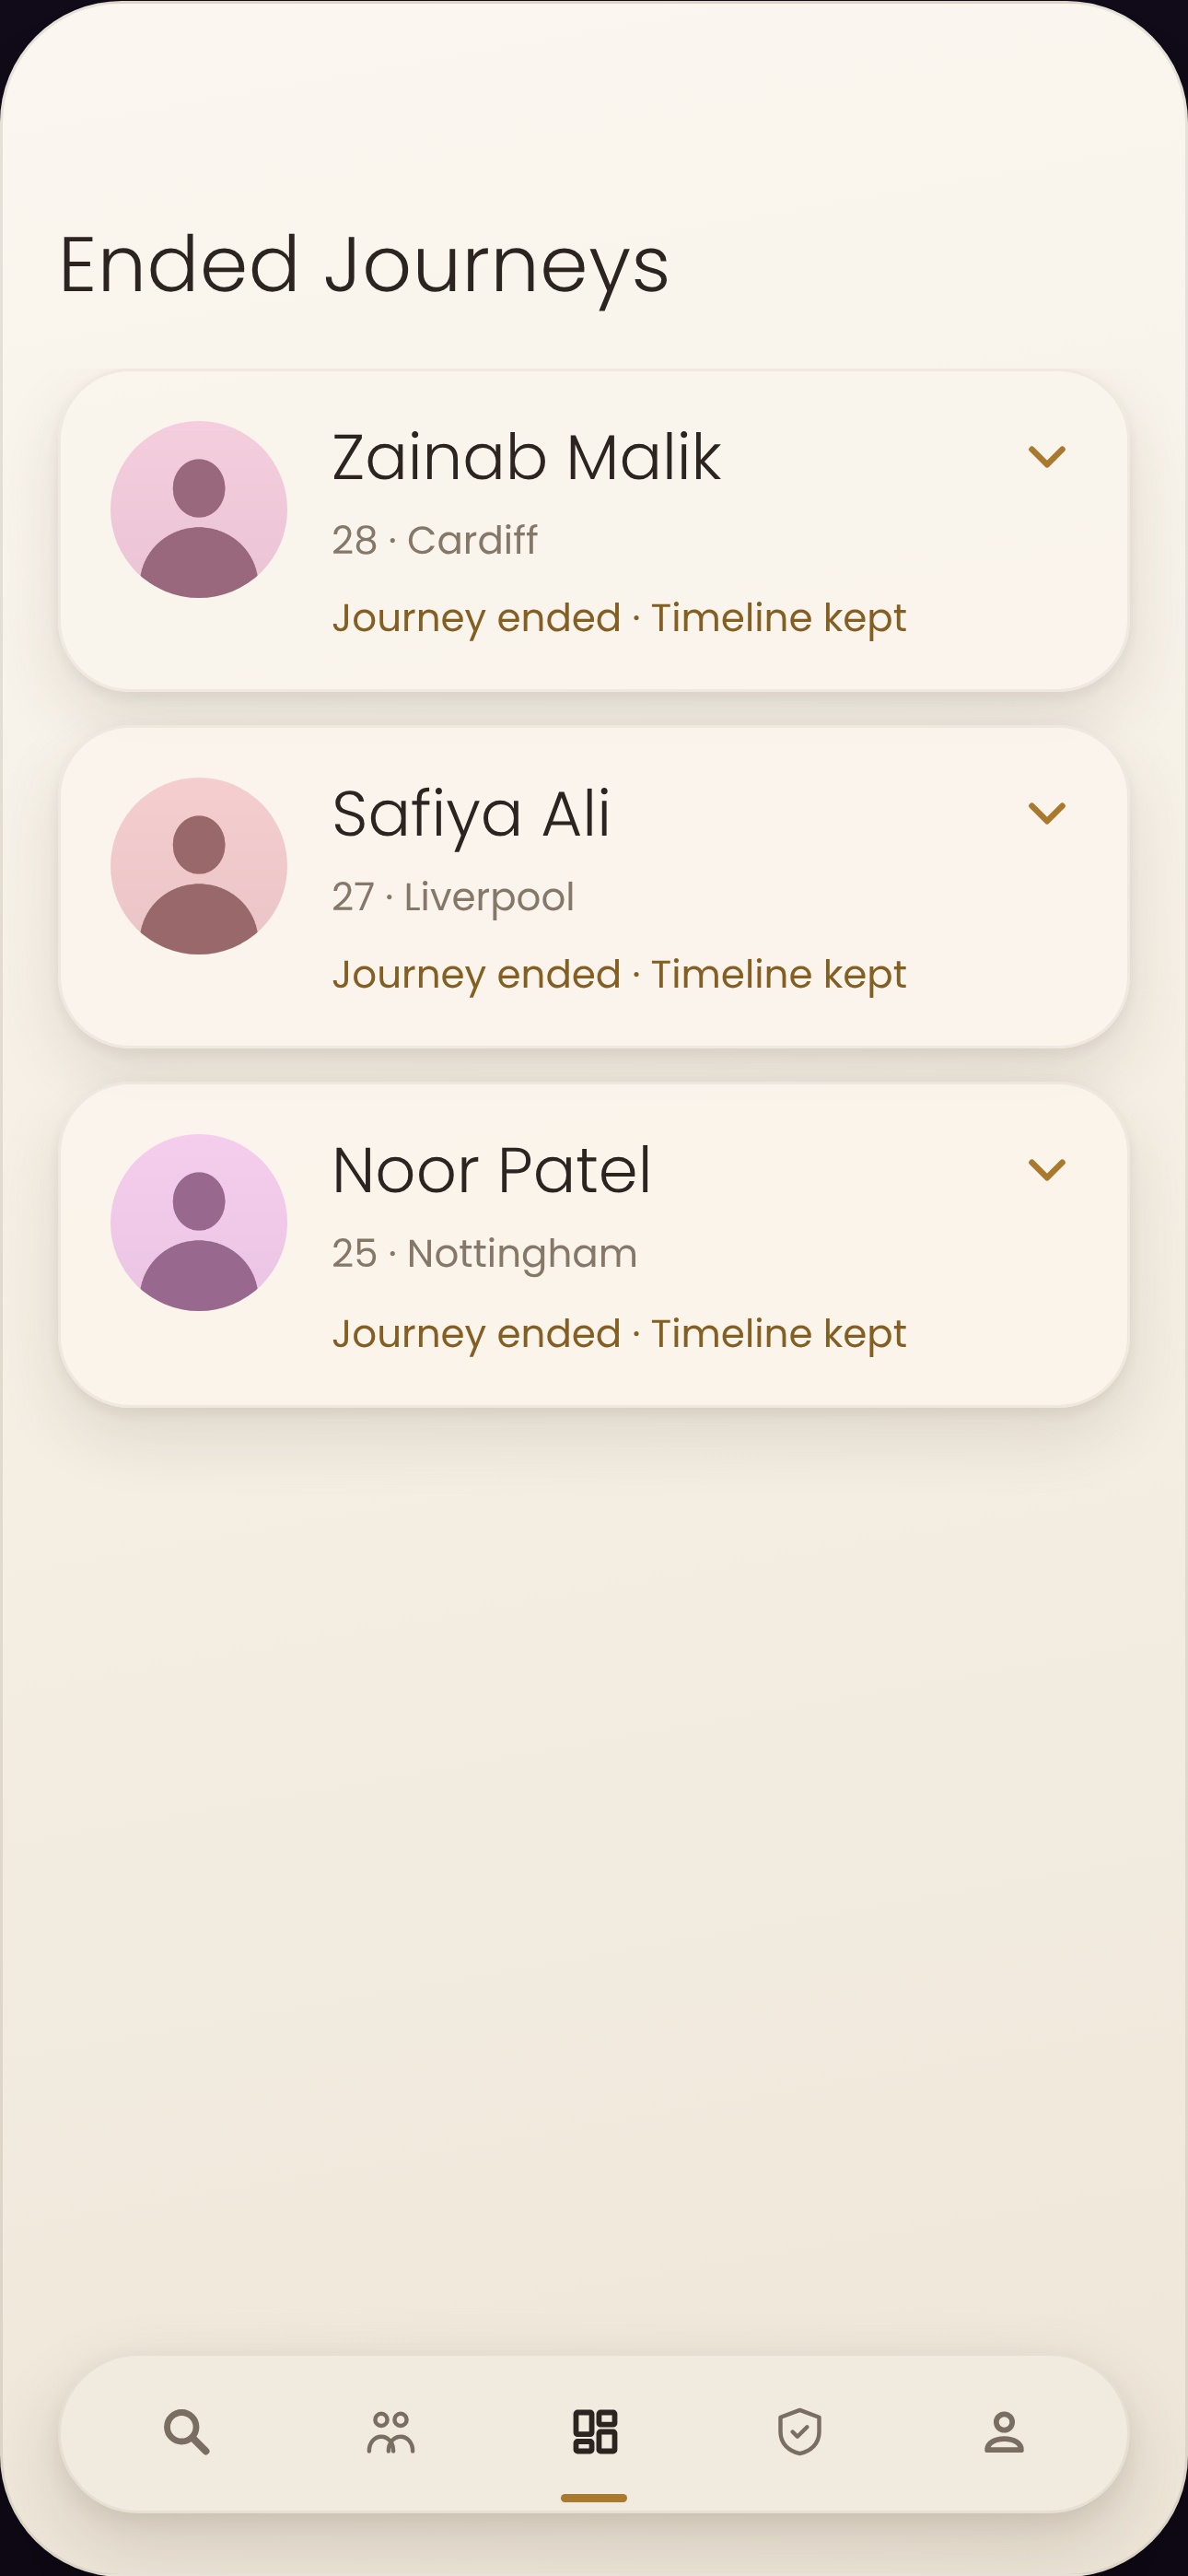 Ended Journeys
Zainab Malik
28 · Cardiff
Journey ended · Timeline kept
Safiya Ali
27 · Liverpool
Journey ended · Timeline kept
Noor Patel
25 · Nottingham
Journey ended · Timeline kept